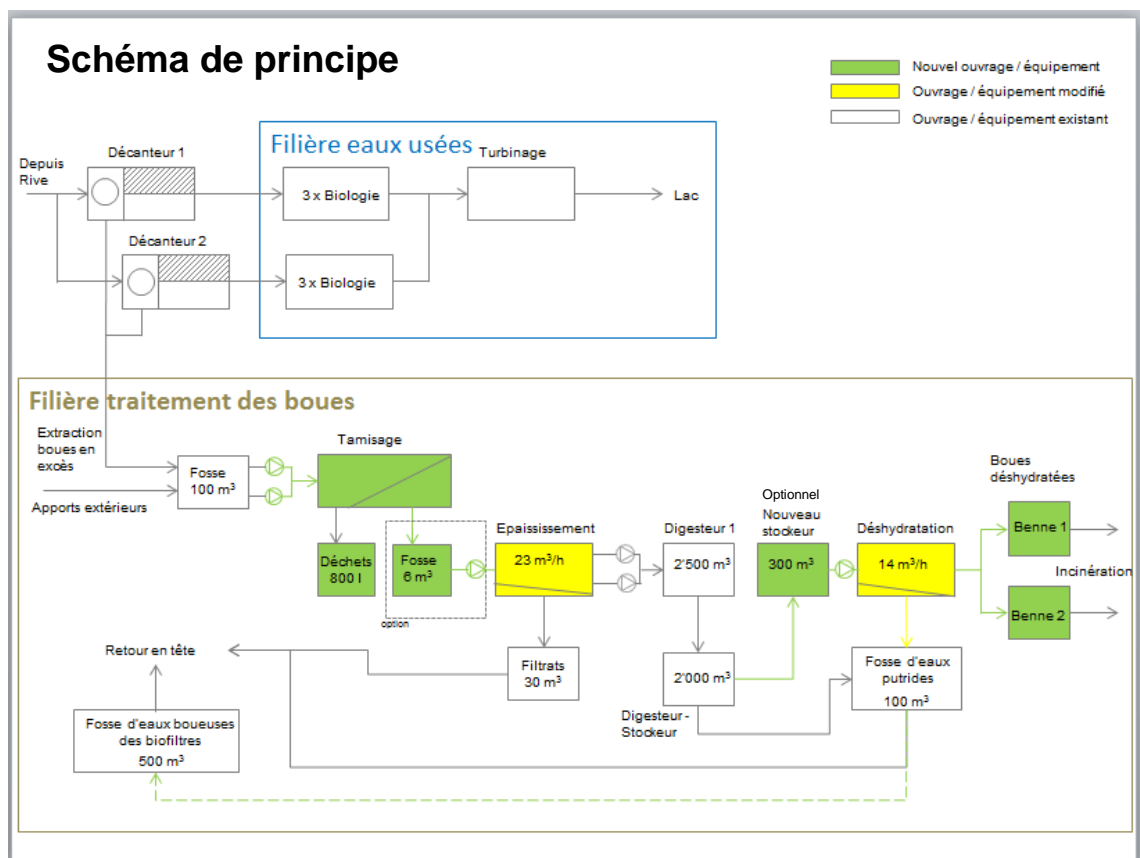 Schéma de principe
Nouvel ouvrage / équipement
Ouvrage / équipement modifié
Ouvrage / équipement existant
Filière eaux usées
Depuis
Rive
Décanteur 1
Turbinage
3 x Biologie
Lac
Décanteur 2
3 x Biologie
Filière traitement des boues
Extraction
boues en
excès
Apports extérieurs
Fosse
100 m³
Tamisage
Déchets
800 l
Fosse
6 m³
option
Epaississement
23 m³/h
Digesteur 1
2'500 m³
Optionnel
Nouveau
stockeur
300 m³
Déshydratation
14 m³/h
Boues
déshydratées
Benne 1
Incinération
Benne 2
Retour en tête
Filtrats
30 m³
2'000 m³
Digesteur -
Stockeur
Fosse d'eaux
putrides
100 m³
Fosse d'eaux boueuses
des biofiltres
500 m³